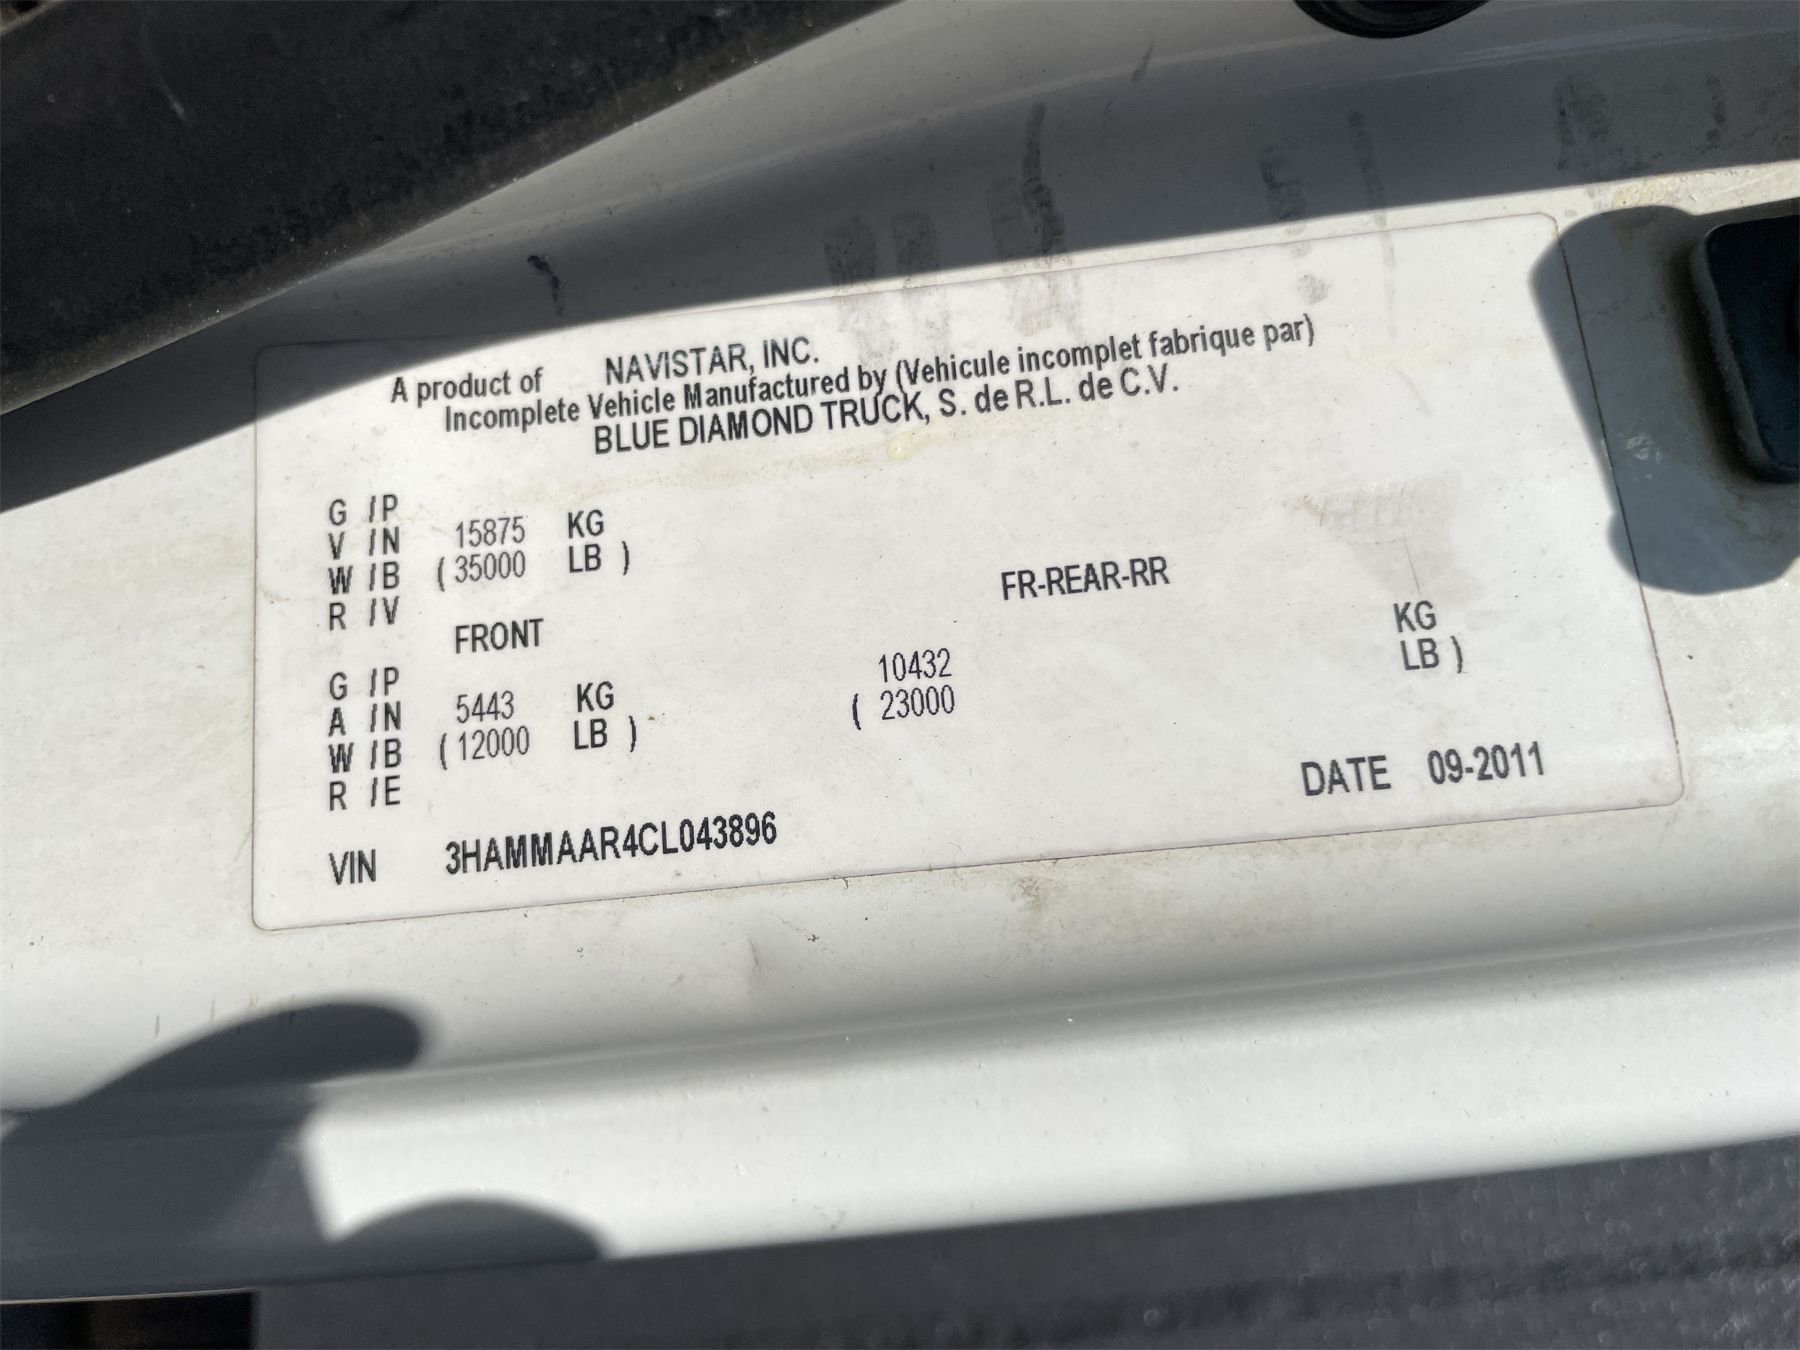 A product of NAVISTAR, INC.
Incomplete Vehicle Manufactured by (Vehicule incomplet fabrique par)
BLUE DIAMOND TRUCK, S. de R.L. de C.V.
G /P
V /N 15875 KG
W /B ( 35000 LB )
R /V
FRONT FR-REAR-RR
G /P
A /N 5443 KG 10432 KG
W /B ( 12000 LB ) ( 23000 LB )
R /E
DATE 09-2011
VIN 3HAMMAAR4CL043896